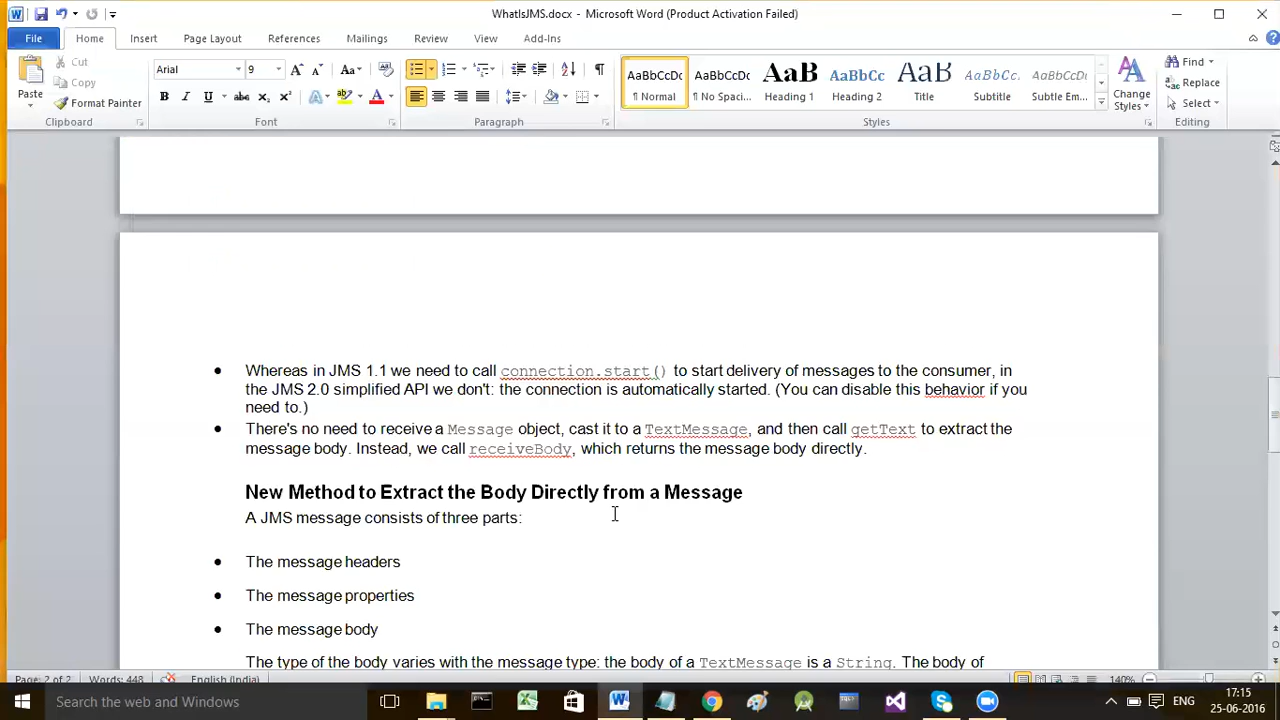 WhatIsJMS.docx - Microsoft Word (Product Activation Failed)
File Home Insert Page Layout References Mailings Review View Add-Ins
Paste Cut Copy Format Painter Clipboard
Arial 9 Font
Paragraph
AaBbCcDc AaBbCcDc AaB AaBbCc AaB AaBbCc AaBbCcDc
¶ Normal ¶ No Spaci... Heading 1 Heading 2 Title Subtitle Subtle Em... Change Styles Styles
Find Replace Select Editing
• Whereas in JMS 1.1 we need to call connection.start() to start delivery of messages to the consumer, in
the JMS 2.0 simplified API we don't: the connection is automatically started. (You can disable this behavior if you
need to.)
• There's no need to receive a Message object, cast it to a TextMessage, and then call getText to extract the
message body. Instead, we call receiveBody, which returns the message body directly.
New Method to Extract the Body Directly from a Message
A JMS message consists of three parts:
• The message headers
• The message properties
• The message body
The type of the body varies with the message type: the body of a TextMessage is a String. The body of
Page: 2 of 2 Words: 448 English (India) 140%
Search the web and Windows ENG 17:15
25-06-2016